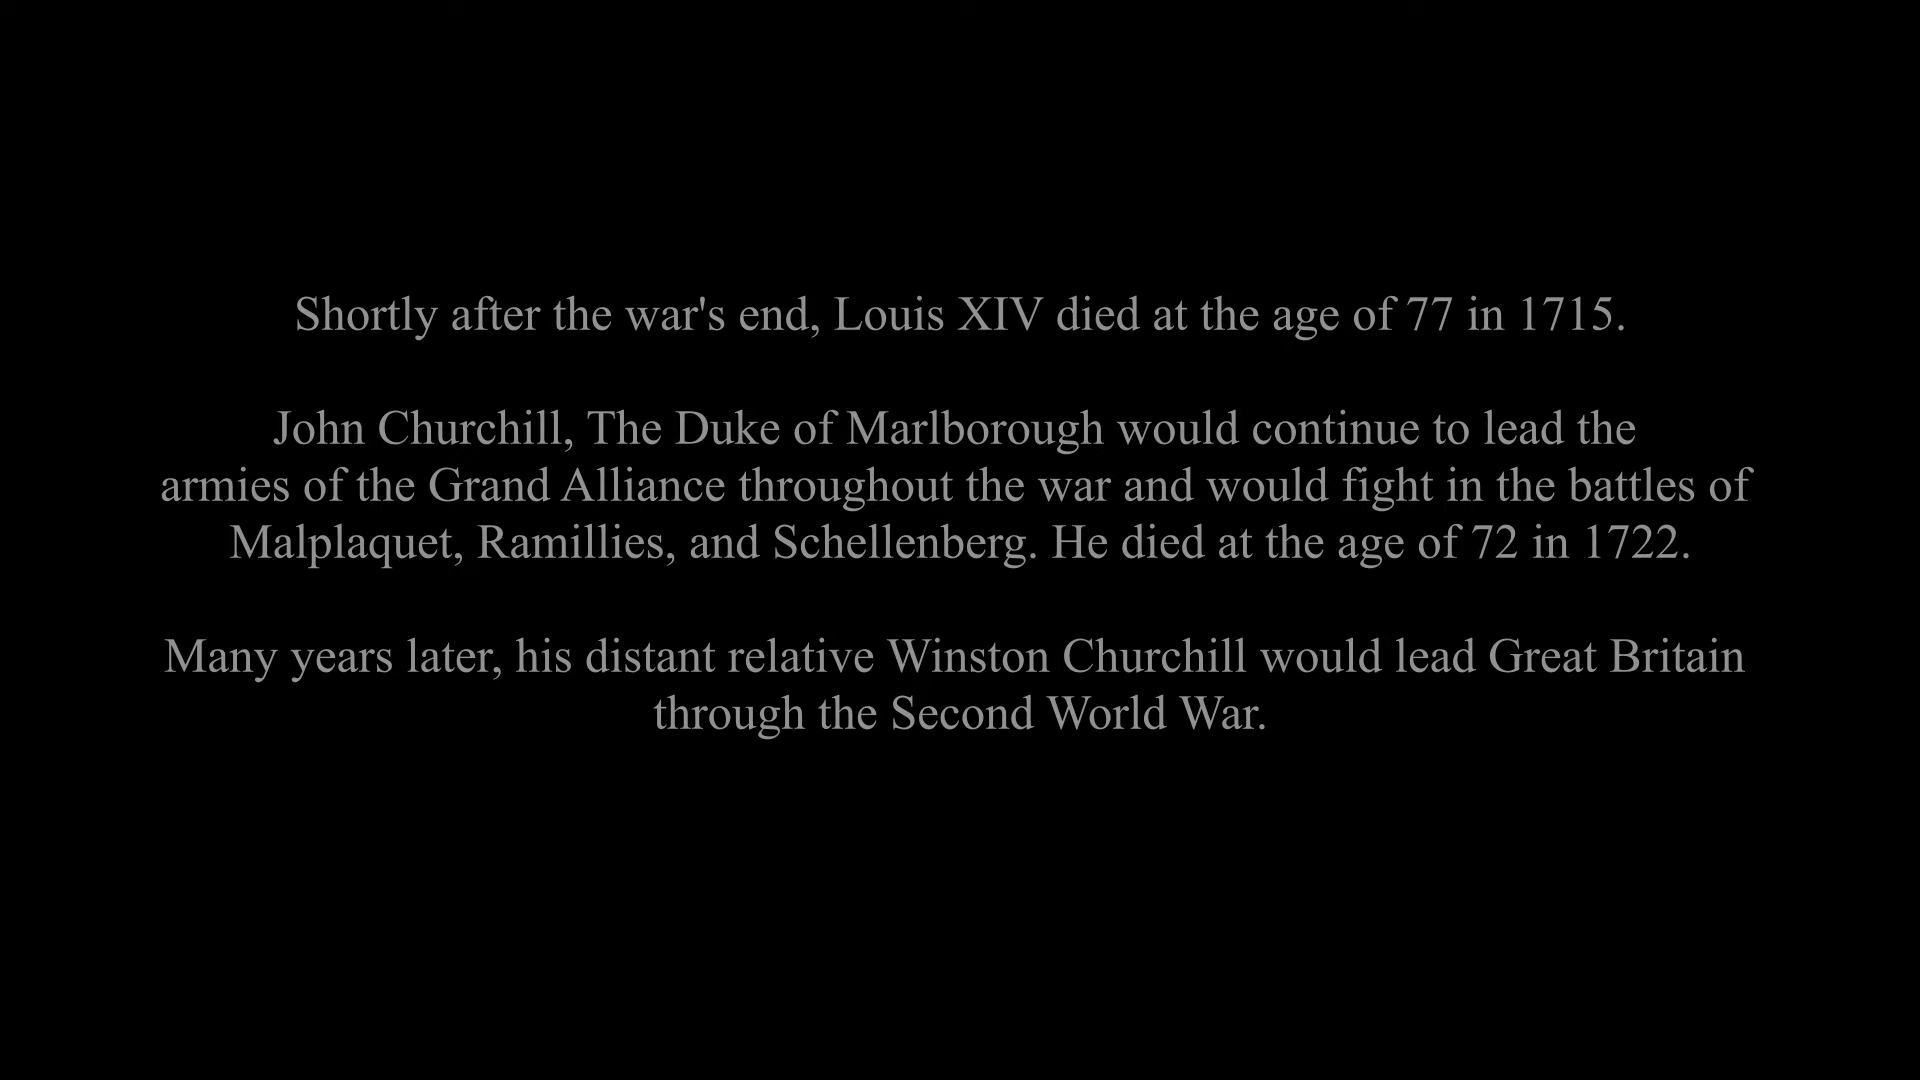 Shortly after the war's end, Louis XIV died at the age of 77 in 1715.
John Churchill, The Duke of Marlborough would continue to lead the
armies of the Grand Alliance throughout the war and would fight in the battles of
Malplaquet, Ramillies, and Schellenberg. He died at the age of 72 in 1722.
Many years later, his distant relative Winston Churchill would lead Great Britain
through the Second World War.